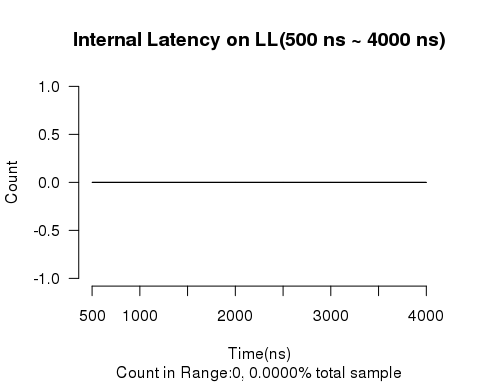 Internal Latency on LL(500 ns ~ 4000 ns)
1.0
0.5
0.0
-0.5
-1.0
Count
500 1000 2000 3000 4000
Time(ns)
Count in Range:0, 0.0000% total sample